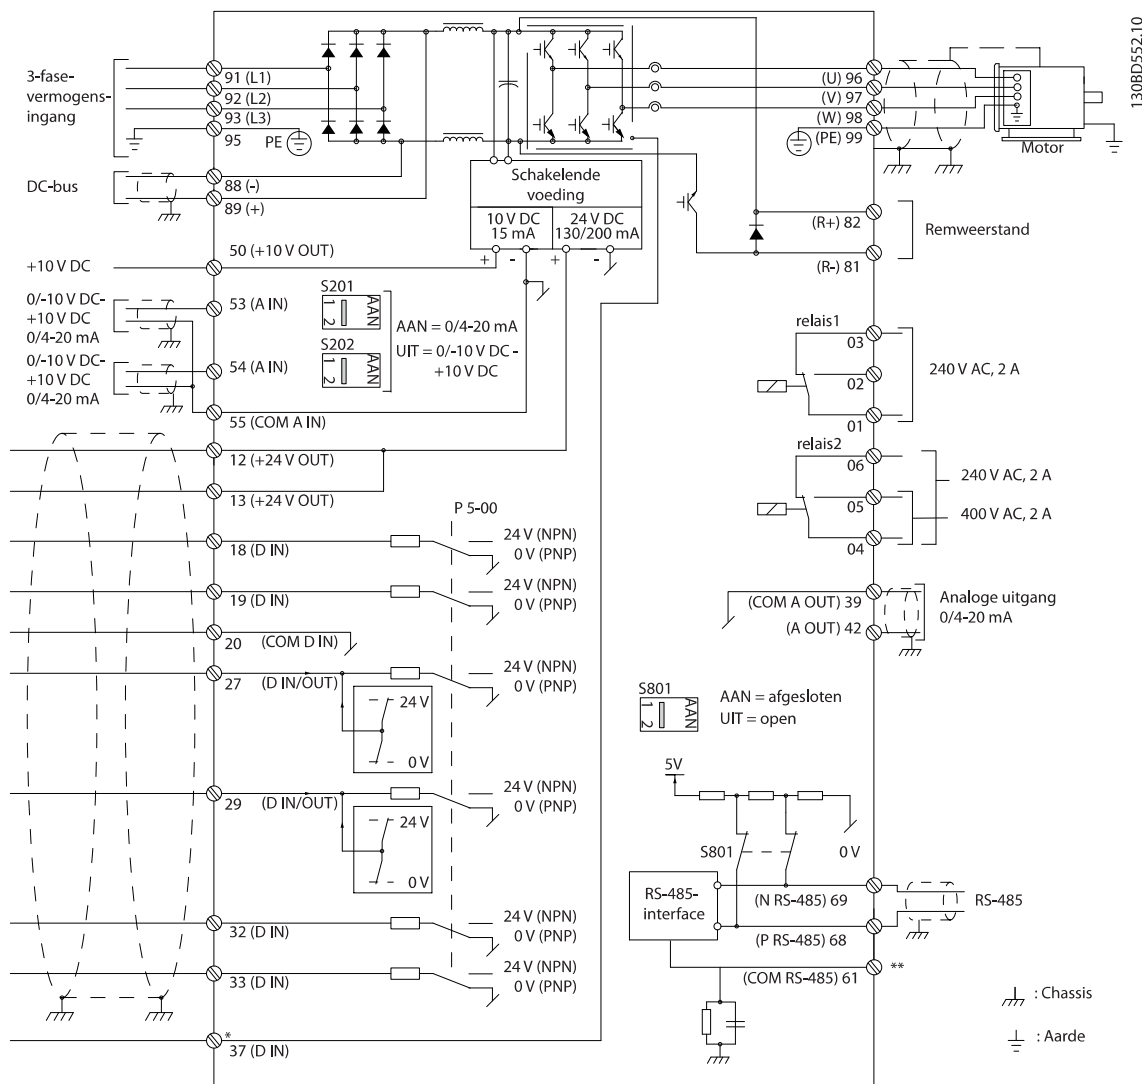 130BD552.10
3-fase-
vermogens-
ingang
91 (L1)
92 (L2)
93 (L3)
95
PE
DC-bus
88 (-)
89 (+)
50 (+10 V OUT)
+10 V DC
0/-10 V DC-
+10 V DC
0/4-20 mA
53 (A IN)
0/-10 V DC-
+10 V DC
0/4-20 mA
54 (A IN)
55 (COM A IN)
12 (+24 V OUT)
13 (+24 V OUT)
18 (D IN)
19 (D IN)
20 (COM D IN)
27 (D IN/OUT)
24 V
0 V
29 (D IN/OUT)
24 V
0 V
32 (D IN)
33 (D IN)
*
37 (D IN)
Schakelende
voeding
10 V DC
15 mA
24 V DC
130/200 mA
+ - + -
S201
1 2 AAN
S202
1 2 AAN
AAN = 0/4-20 mA
UIT = 0/-10 V DC -
+10 V DC
P 5-00
24 V (NPN)
0 V (PNP)
24 V (NPN)
0 V (PNP)
24 V (NPN)
0 V (PNP)
24 V (NPN)
0 V (PNP)
24 V (NPN)
0 V (PNP)
24 V (NPN)
0 V (PNP)
(U) 96
(V) 97
(W) 98
(PE) 99
Motor
(R+) 82
(R-) 81
Remweerstand
relais1
03
02
01
240 V AC, 2 A
relais2
06
05
04
240 V AC, 2 A
400 V AC, 2 A
(COM A OUT) 39
(A OUT) 42
Analoge uitgang
0/4-20 mA
S801
1 2 AAN
AAN = afgesloten
UIT = open
5V
S801
0 V
RS-485-
interface
(N RS-485) 69
(P RS-485) 68
(COM RS-485) 61
RS-485
**
: Chassis
: Aarde